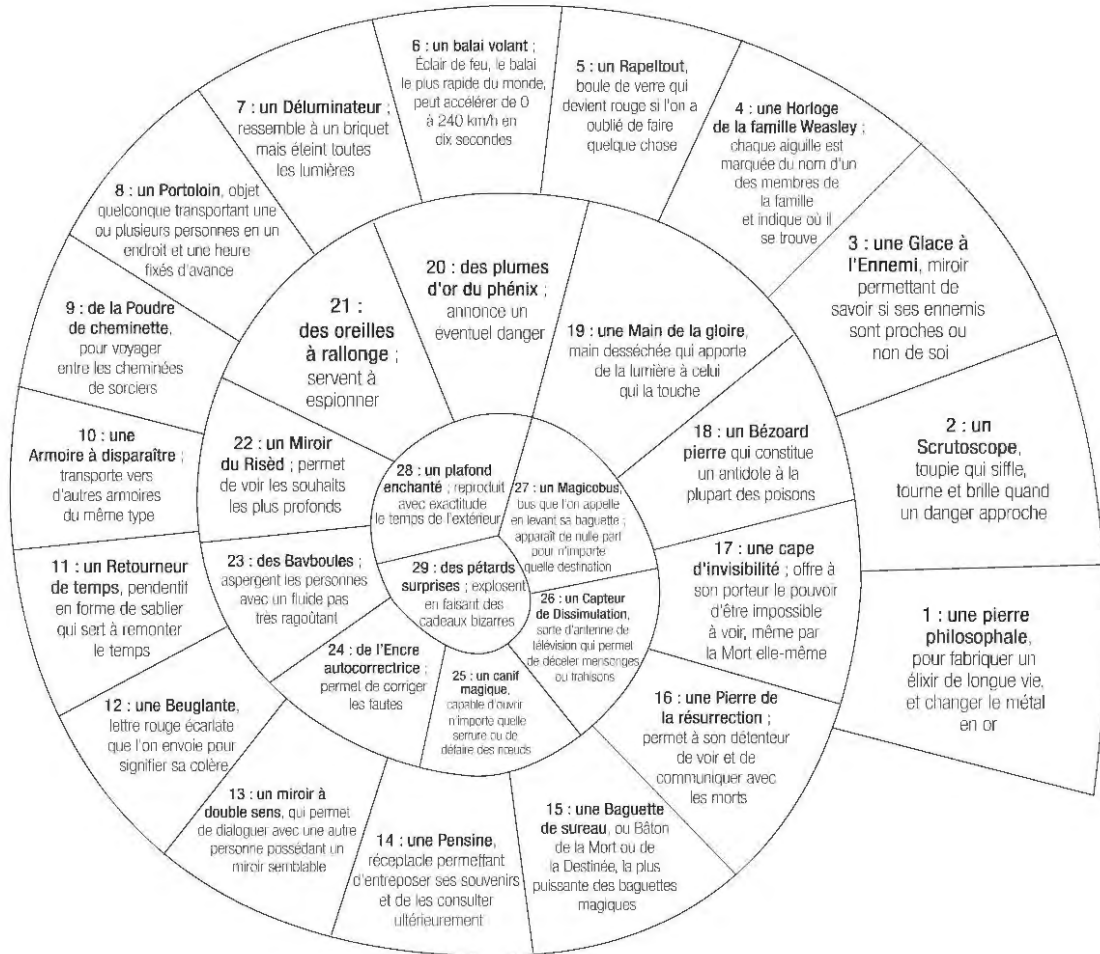 1 : une pierre
philosophale,
pour fabriquer un
élixir de longue vie,
et changer le métal
en or
2 : un
Scrutoscope,
toupie qui siffle,
tourne et brille quand
un danger approche
3 : une Glace à
l'Ennemi, miroir
permettant de
savoir si ses ennemis
sont proches ou
non de soi
4 : une Horloge
de la famille Weasley ;
chaque aiguille est
marquée du nom d'un
des membres de
la famille
et indique où il
se trouve
5 : un Rapeltout,
boule de verre qui
devient rouge si l'on a
oublié de faire
quelque chose
6 : un balai volant ;
Éclair de feu, le balai
le plus rapide du monde,
peut accélérer de 0
à 240 km/h en
dix secondes
7 : un Déluminateur ;
ressemble à un briquet
mais éteint toutes
les lumières
8 : un Portoloin, objet
quelconque transportant une
ou plusieurs personnes en un
endroit et une heure
fixés d'avance
9 : de la Poudre
de cheminette,
pour voyager
entre les cheminées
de sorciers
10 : une
Armoire à disparaître ;
transporte vers
d'autres armoires
du même type
11 : un Retourneur
de temps, pendentif
en forme de sablier
qui sert à remonter
le temps
12 : une Beuglante,
lettre rouge écarlate
que l'on envoie pour
signifier sa colère
13 : un miroir à
double sens, qui permet
de dialoguer avec une autre
personne possédant un
miroir semblable
14 : une Pensine,
réceptacle permettant
d'entreposer ses souvenirs
et de les consulter
ultérieurement
15 : une Baguette
de sureau, ou Bâton
de la Mort ou de
la Destinée, la plus
puissante des baguettes
magiques
16 : une Pierre de
la résurrection ;
permet à son détenteur
de voir et de
communiquer avec
les morts
17 : une cape
d'invisibilité ; offre à
son porteur le pouvoir
d'être impossible
à voir, même par
la Mort elle-même
18 : un Bézoard
pierre qui constitue
un antidote à la
plupart des poisons
19 : une Main de la gloire,
main desséchée qui apporte
de la lumière à celui
qui la touche
20 : des plumes
d'or du phénix ;
annonce un
éventuel danger
21 :
des oreilles
à rallonge ;
servent à
espionner
22 : un Miroir
du Risèd ; permet
de voir les souhaits
les plus profonds
23 : des Bavboules ;
aspergent les personnes
avec un fluide pas
très ragoûtant
24 : de l'Encre
autocorrectrice ;
permet de corriger
les fautes
25 : un canif
magique,
capable d'ouvrir
n'importe quelle
serrure ou de
défaire des nœuds
26 : un Capteur
de Dissimulation,
sorte d'antenne de
télévision qui permet
de déceler mensonges
ou trahisons
27 : un Magicobus,
bus que l'on appelle
en levant sa baguette ;
apparaît de nulle part
pour n'importe
quelle destination
28 : un plafond
enchanté ; reproduit
avec exactitude
le temps de l'extérieur
29 : des pétards
surprises ; explosent
en faisant des
cadeaux bizarres